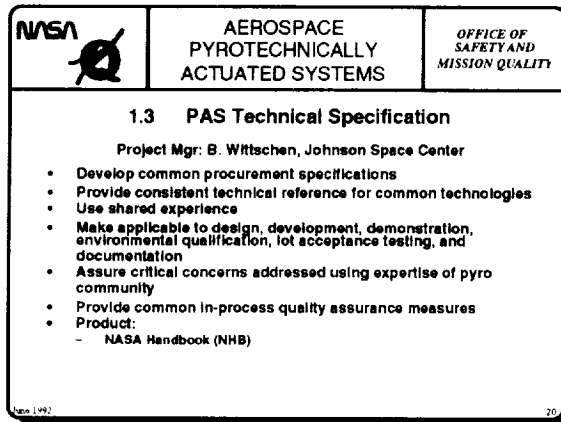 NASA
AEROSPACE
PYROTECHNICALLY
ACTUATED SYSTEMS
OFFICE OF
SAFETY AND
MISSION QUALITY
1.3 PAS Technical Specification
Project Mgr: B. Wittschen, Johnson Space Center
• Develop common procurement specifications
• Provide consistent technical reference for common technologies
• Use shared experience
• Make applicable to design, development, demonstration,
environmental qualification, lot acceptance testing, and
documentation
• Assure critical concerns addressed using expertise of pyro
community
• Provide common in-process quality assurance measures
• Product:
– NASA Handbook (NHB)
June 1992
20